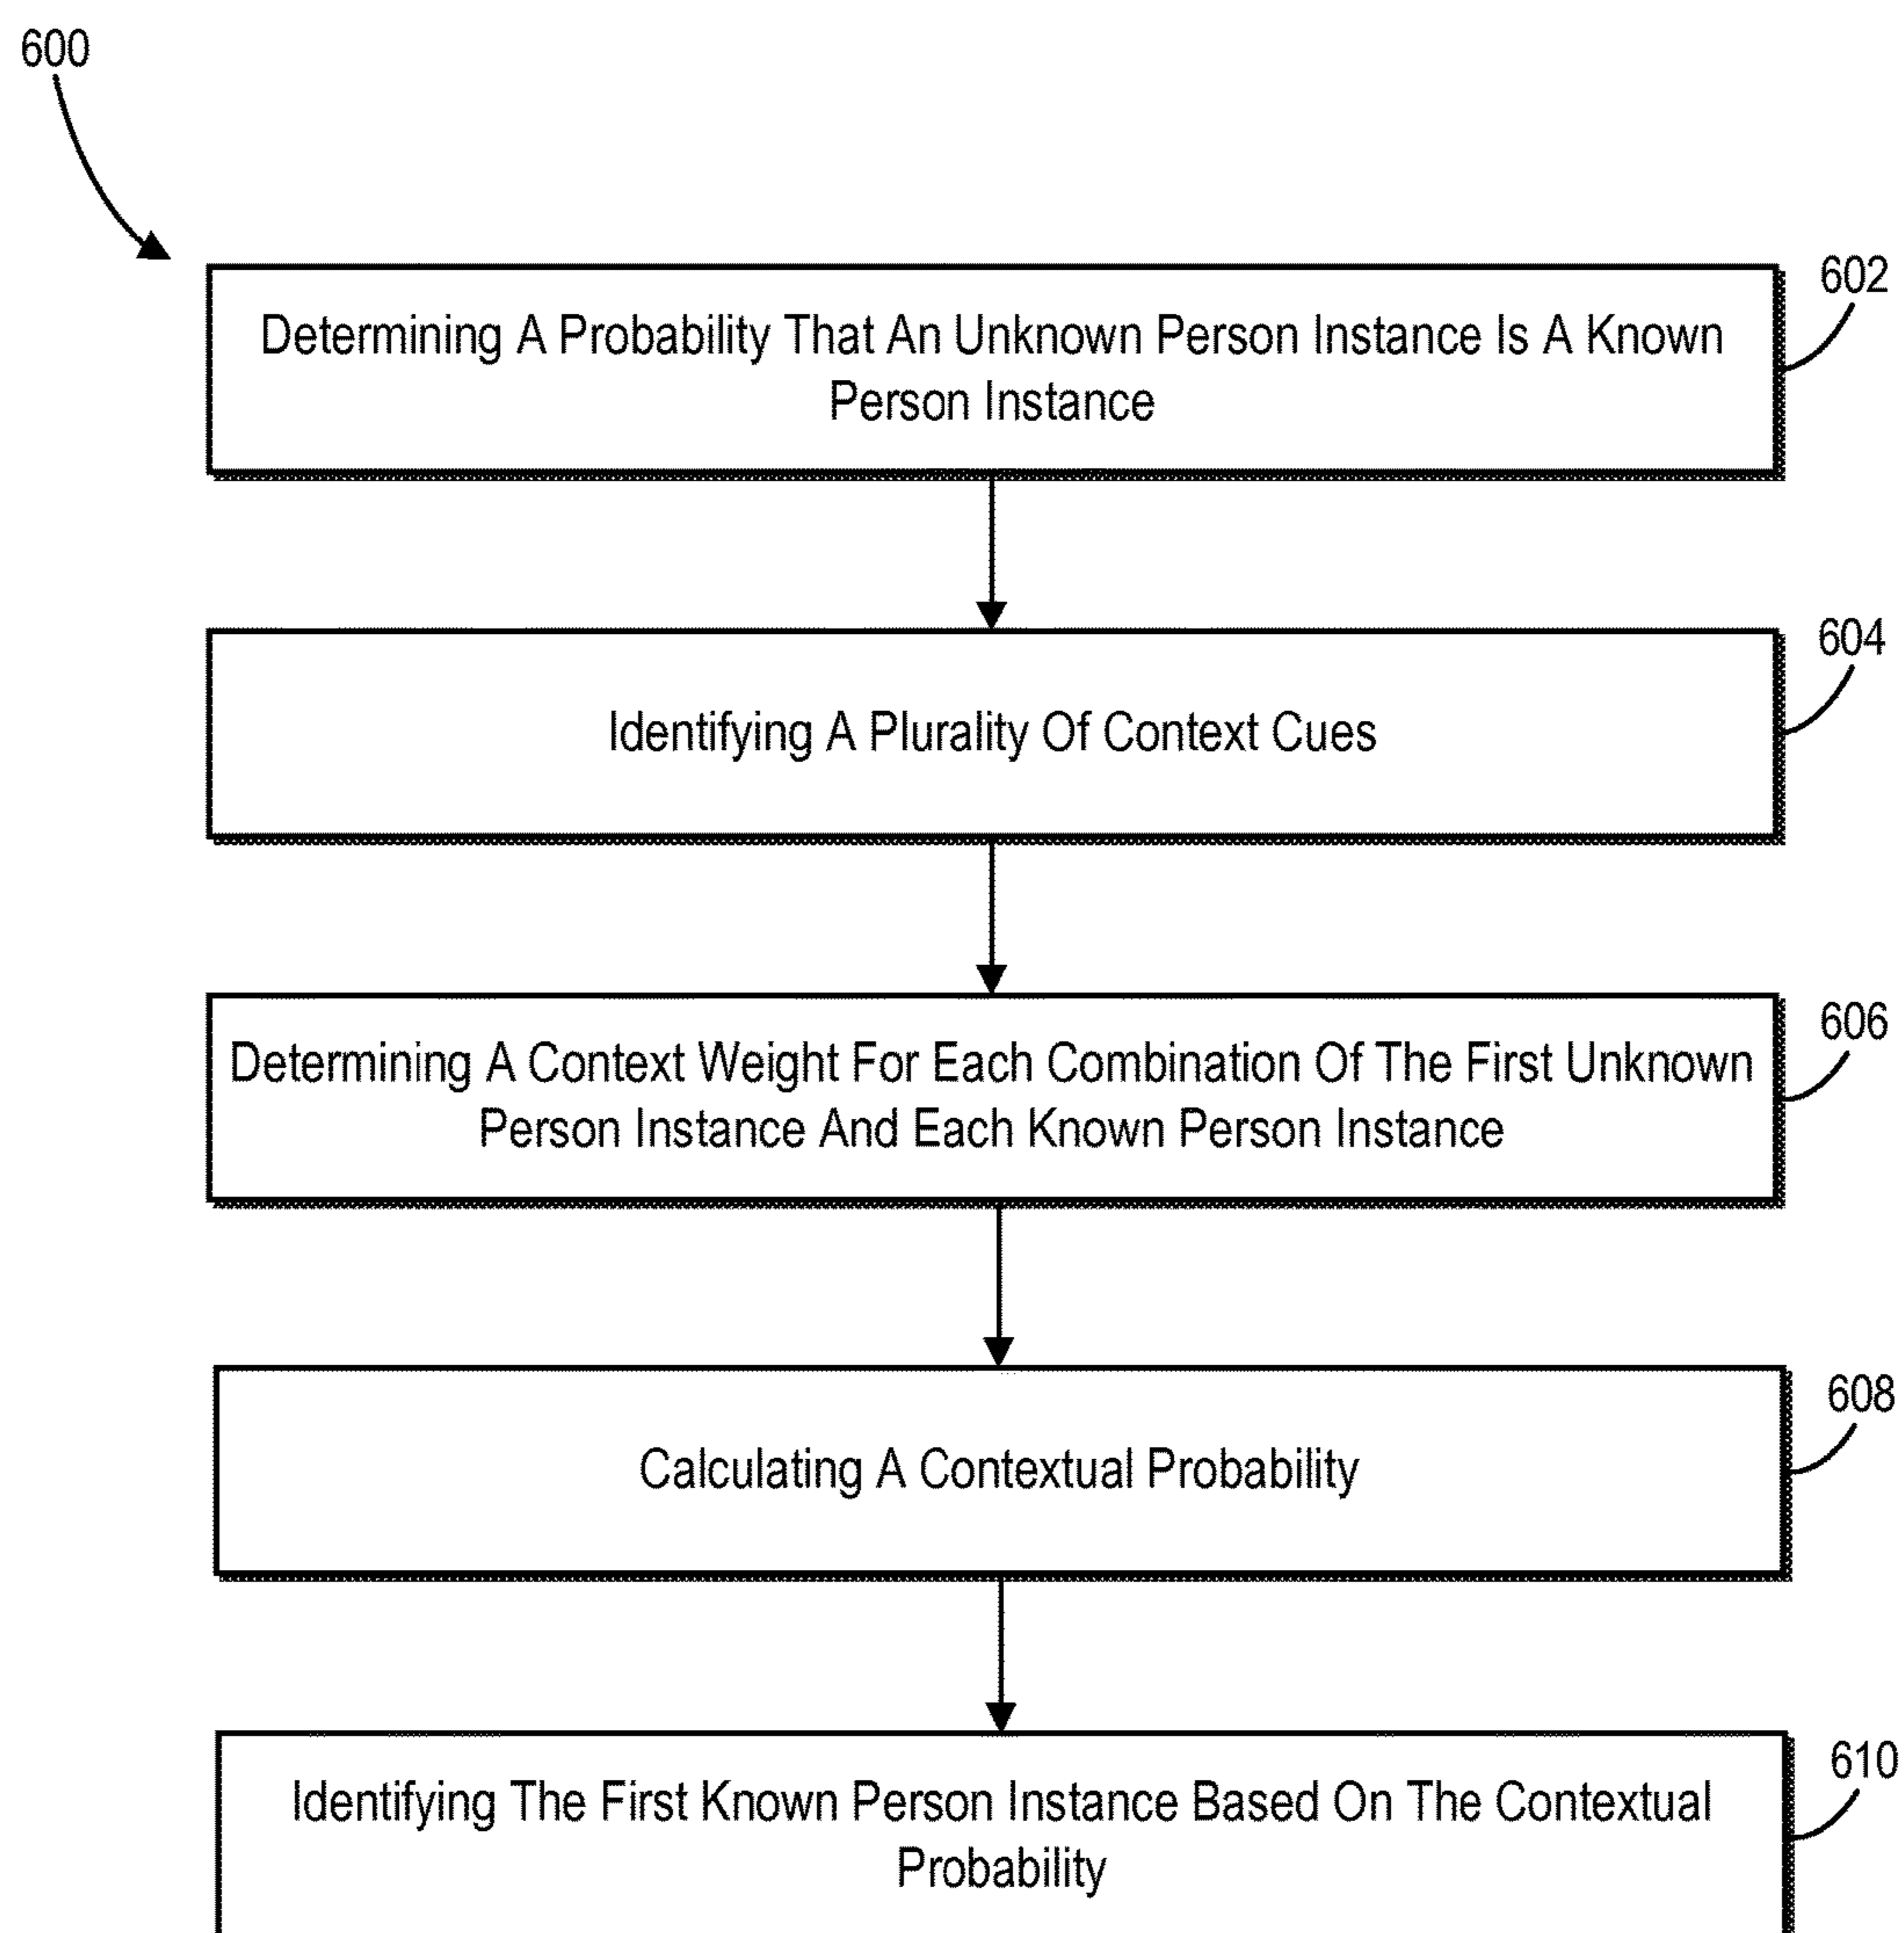 600
602
Determining A Probability That An Unknown Person Instance Is A Known
Person Instance
604
Identifying A Plurality Of Context Cues
606
Determining A Context Weight For Each Combination Of The First Unknown
Person Instance And Each Known Person Instance
608
Calculating A Contextual Probability
610
Identifying The First Known Person Instance Based On The Contextual
Probability